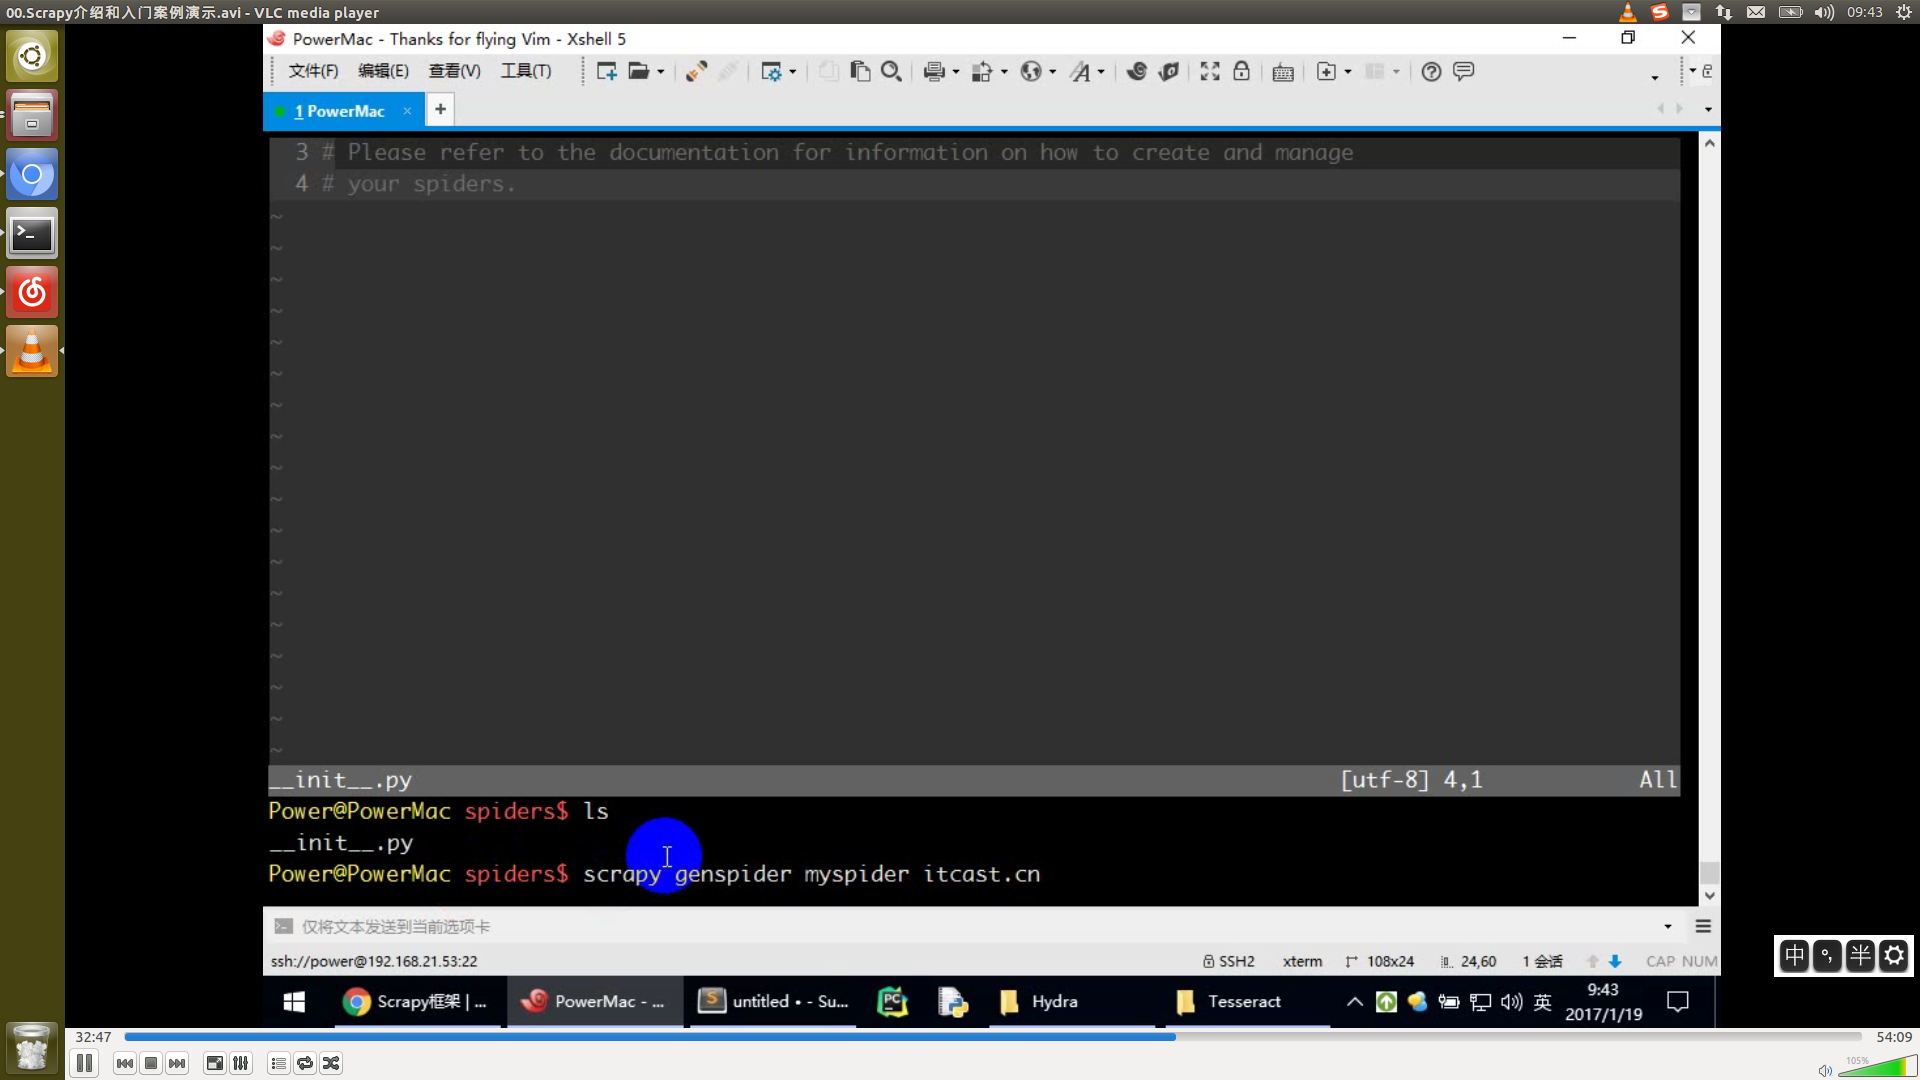 00.Scrapy介绍和入门案例演示.avi - VLC media player
09:43
PowerMac - Thanks for flying Vim - Xshell 5
文件(F) 编辑(E) 查看(V) 工具(T)
1 PowerMac
3 # Please refer to the documentation for information on how to create and manage
4 # your spiders.
__init__.py [utf-8] 4,1 All
Power@PowerMac spiders$ ls
__init__.py
Power@PowerMac spiders$ scrapy genspider myspider itcast.cn
仅将文本发送到当前选项卡
ssh://power@192.168.21.53:22 SSH2 xterm 108x24 24,60 1 会话 CAP NUM
中 °, 半
Scrapy框架 | ... PowerMac - ... untitled • - Su... Hydra Tesseract 英 9:43
2017/1/19
32:47 54:09
105%